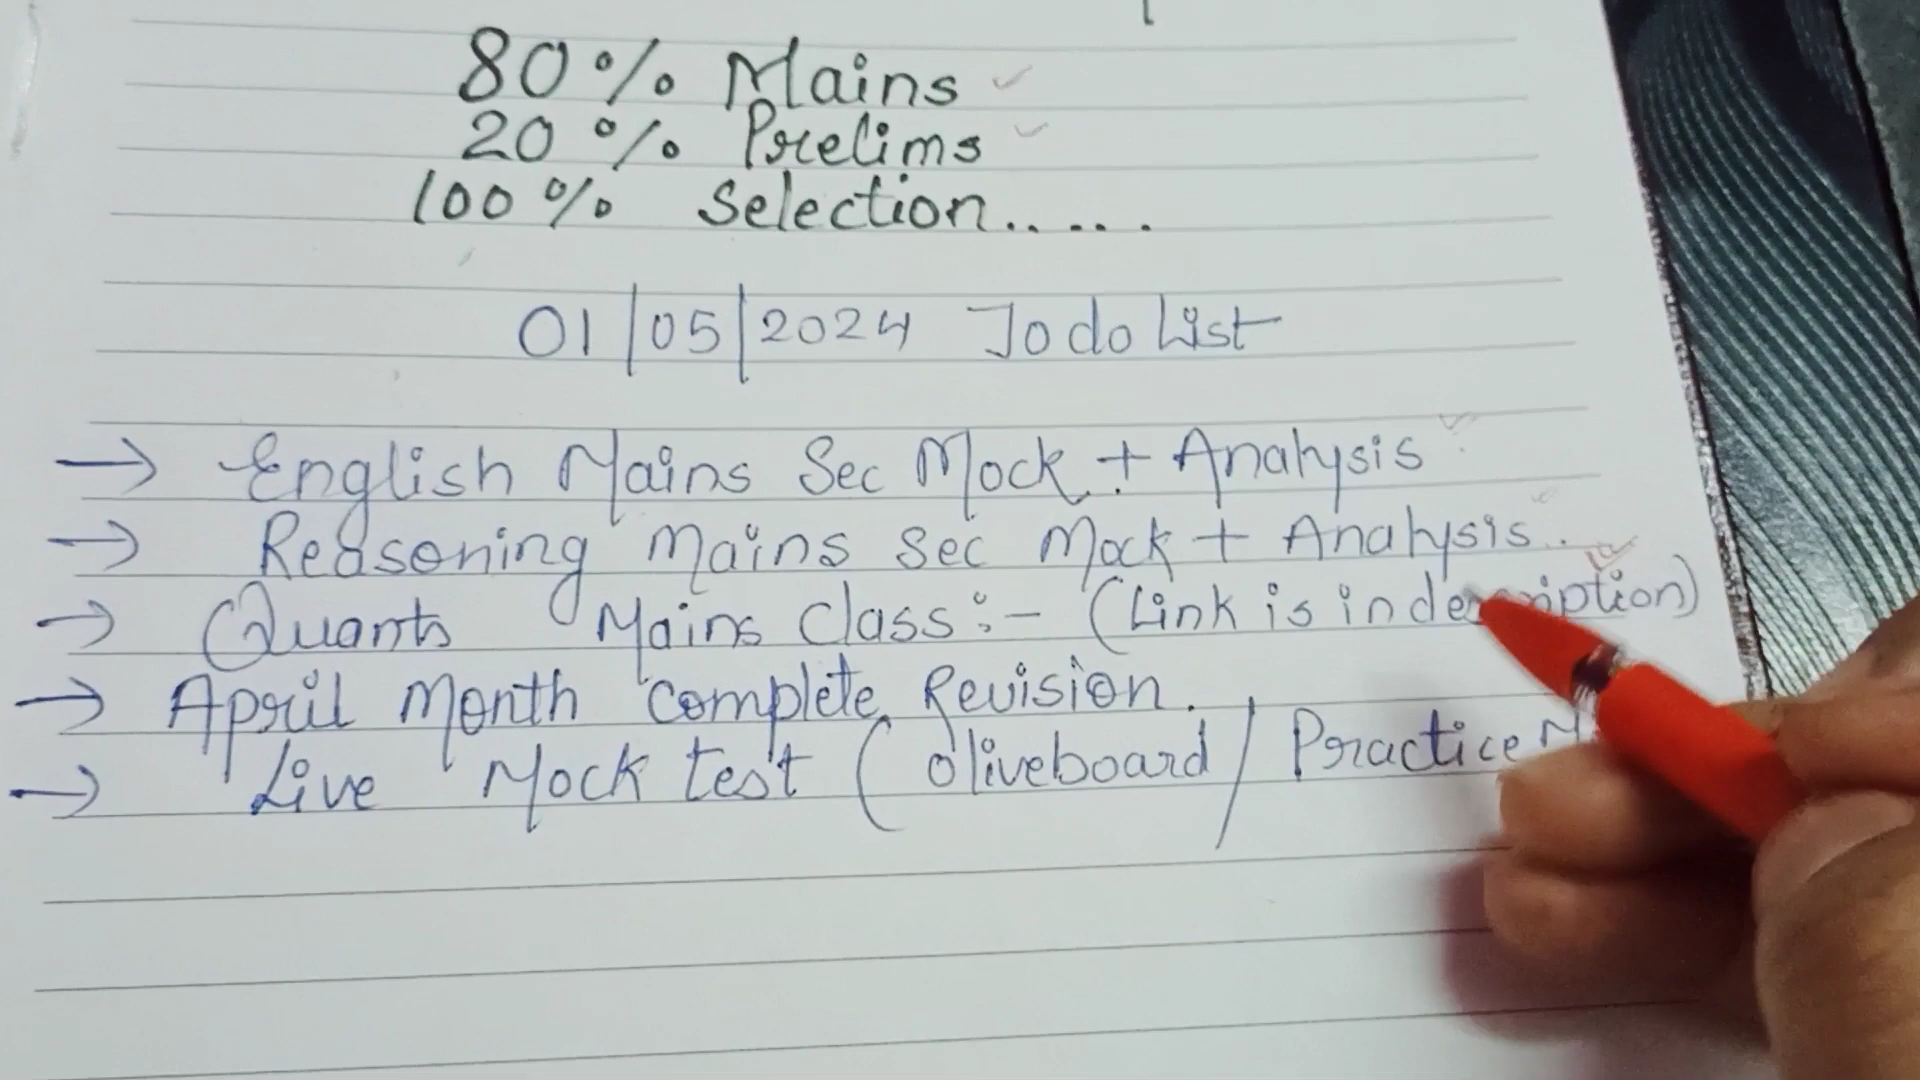 80% Mains
20% Prelims
100% Selection.....
01/05/2024 To do List
→ English Mains Sec Mock + Analysis
→ Reasoning Mains Sec Mock + Analysis..
→ Quants Mains Class:- (Link is in description)
→ April Month Complete Revision.
→ Live Mock test (Oliveboard / Practice